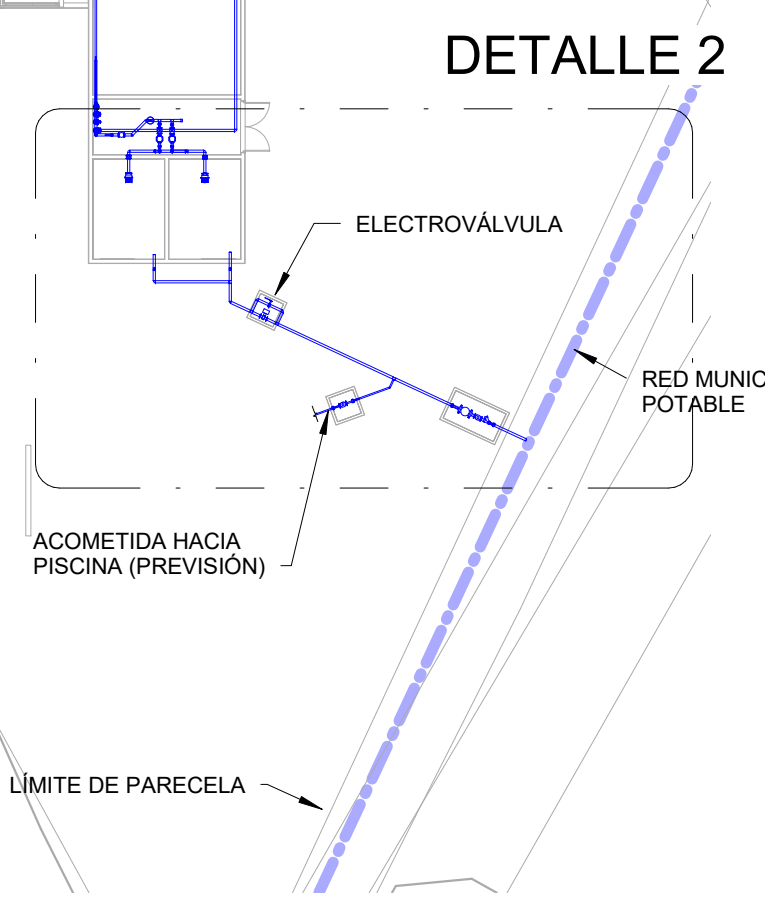 DETALLE 2
ELECTROVÁLVULA
RED MUNIC
POTABLE
ACOMETIDA HACIA
PISCINA (PREVISIÓN)
LÍMITE DE PARECELA